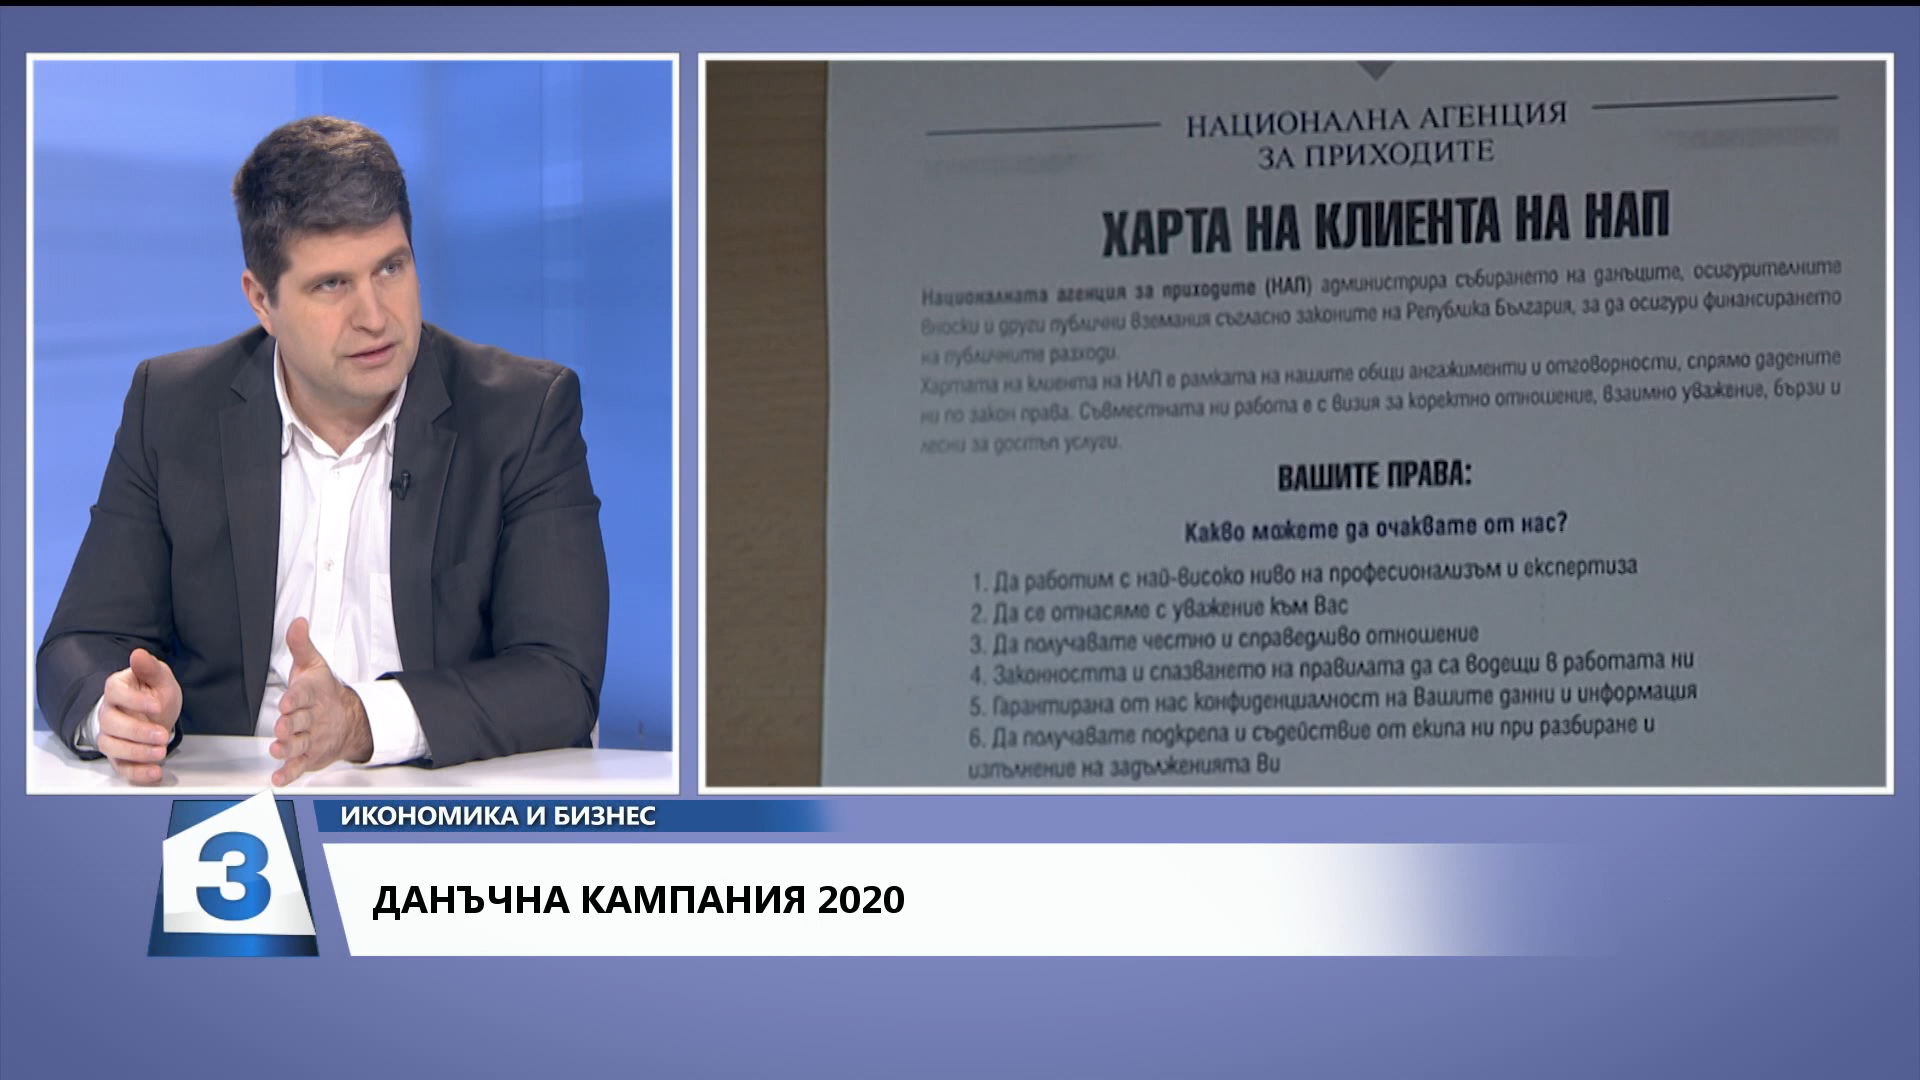 НАЦИОНАЛНА АГЕНЦИЯ
ЗА ПРИХОДИТЕ
ХАРТА НА КЛИЕНТА НА НАП
Националната агенция за приходите (НАП) администрира събирането на данъците, осигурителните
вноски и други публични вземания съгласно законите на Република България, за да осигури финансирането
на публичните разходи.
Хартата на клиента на НАП е рамката на нашите общи ангажименти и отговорности, спрямо дадените
ни по закон права. Съвместната ни работа е с визия за коректно отношение, взаимно уважение, бързи и
лесни за достъп услуги.
ВАШИТЕ ПРАВА:
Какво можете да очаквате от нас?
1. Да работим с най-високо ниво на професионализъм и експертиза
2. Да се отнасяме с уважение към Вас
3. Да получавате честно и справедливо отношение
4. Законността и спазването на правилата да са водещи в работата ни
5. Гарантирана от нас конфиденциалност на Вашите данни и информация
6. Да получавате подкрепа и съдействие от екипа ни при разбиране и
изпълнение на задълженията Ви
3
ИКОНОМИКА И БИЗНЕС
ДАНЪЧНА КАМПАНИЯ 2020